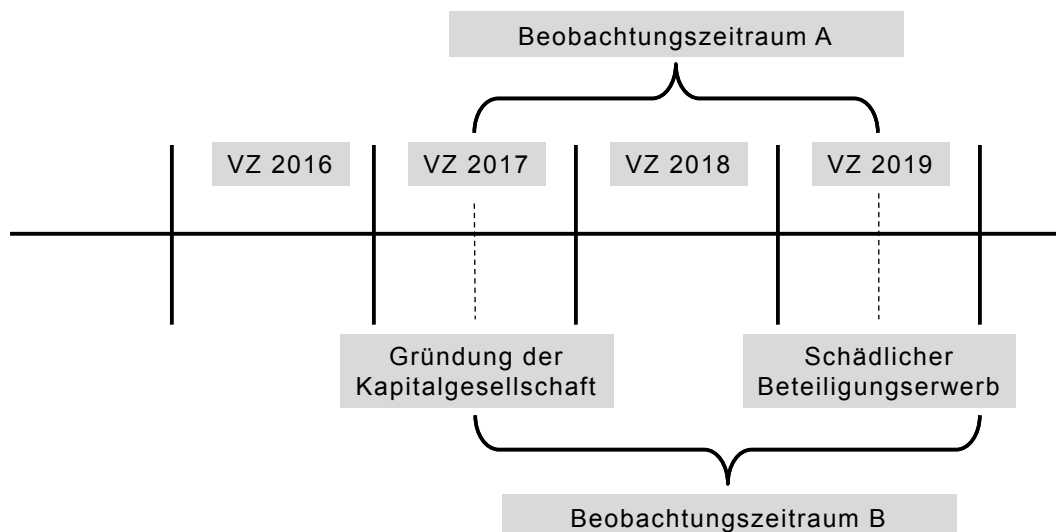 Beobachtungszeitraum A
VZ 2016
VZ 2017
VZ 2018
VZ 2019
Gründung der
Kapitalgesellschaft
Schädlicher
Beteiligungserwerb
Beobachtungszeitraum B